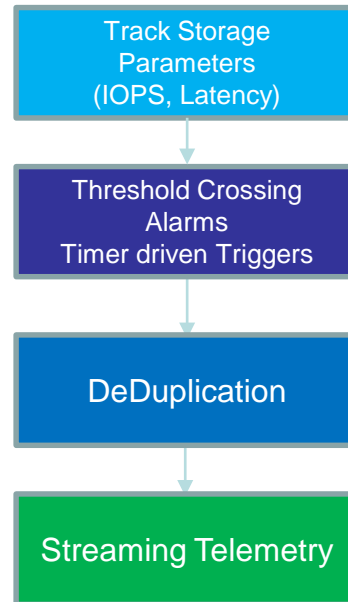 Track Storage
Parameters
(IOPS, Latency)
Threshold Crossing
Alarms
Timer driven Triggers
DeDuplication
Streaming Telemetry